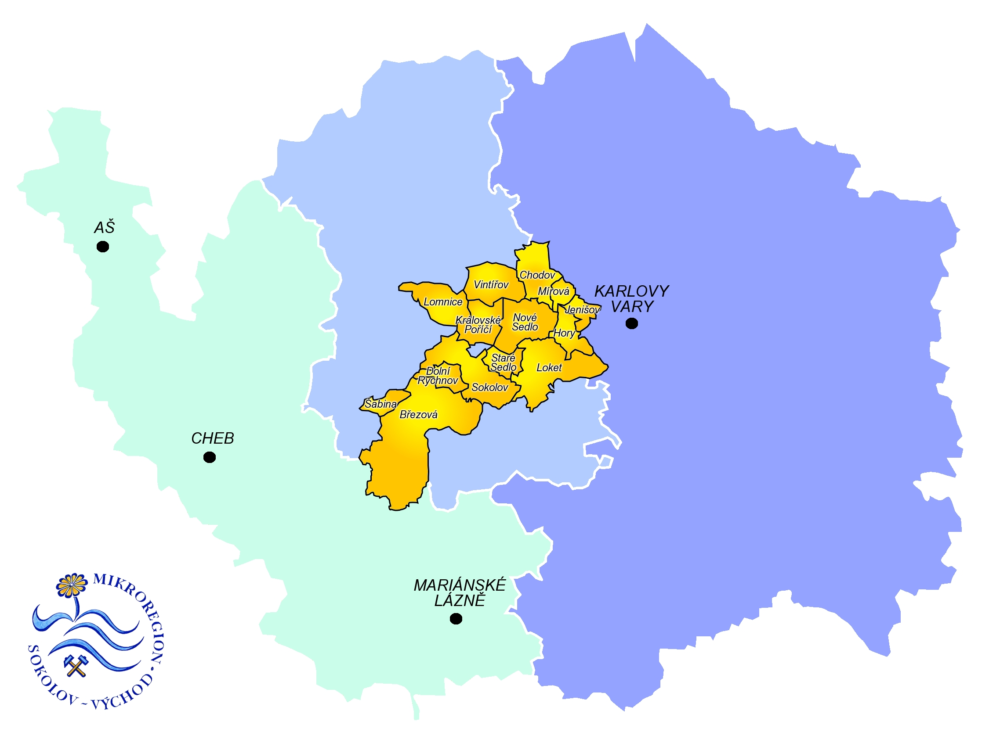 AŠ
Chodov
Vintířov
Mírová
KARLOVY
VARY
Lomnice
Jenišov
Královské
Poříčí
Nové
Sedlo
Hory
Staré
Sedlo
Loket
Dolní
Rychnov
Sokolov
Šabina
Březová
CHEB
MARIÁNSKÉ
LÁZNĚ
MIKROREGION·
SOKOLOV~VÝCHOD·